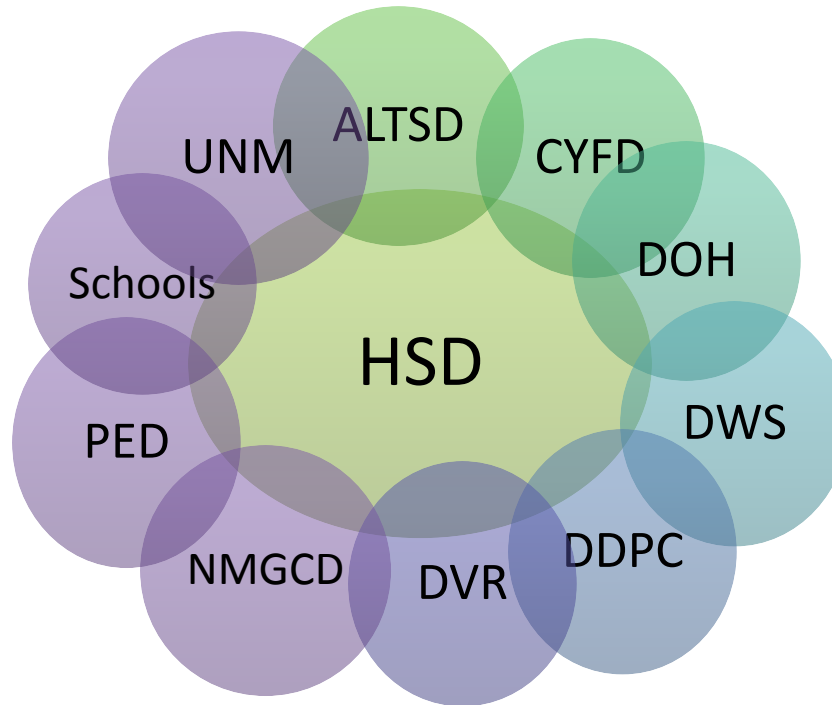 ALTSD
CYFD
UNM
DOH
Schools
HSD
DWS
PED
DDPC
NMGCD
DVR